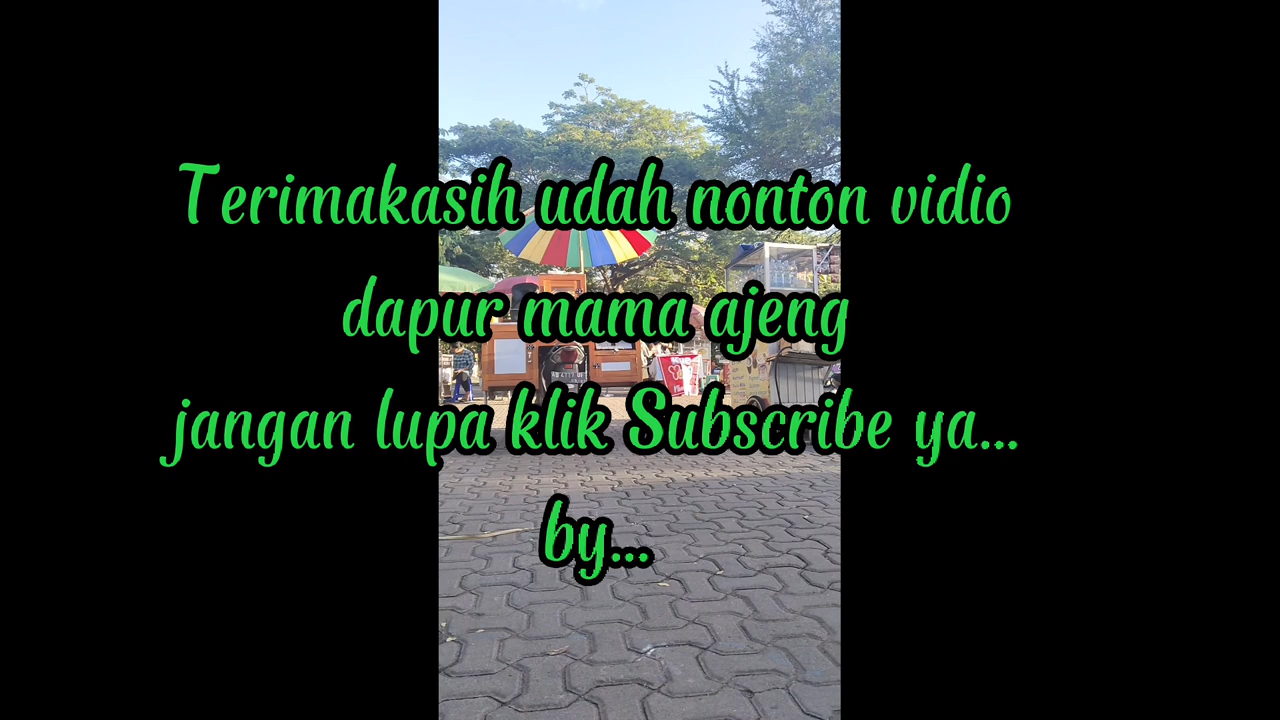 Terimakasih udah nonton vidio
dapur mama ajeng
jangan lupa klik Subscribe ya...
by...